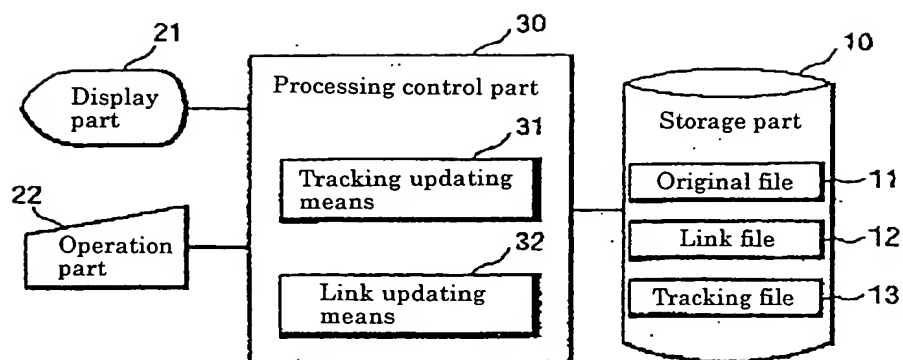 30
21
10
Display
part
Processing control part
Storage part
31
Tracking updating
means
Original file
11
22
Operation
part
Link file
12
32
Link updating
means
Tracking file
13